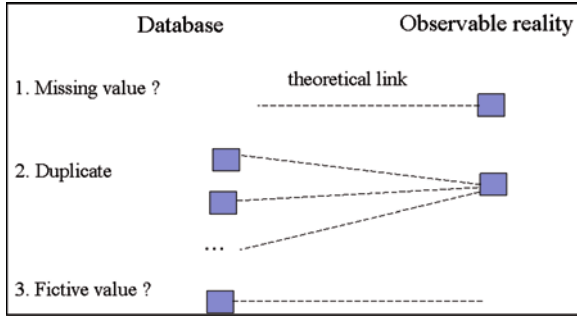 Database Observable reality
1. Missing value ? theoretical link
2. Duplicate
...
3. Fictive value ?